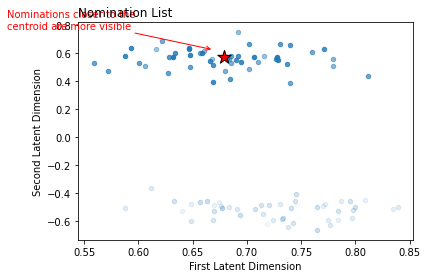 Nomination List
Nominations closer to the
centroid are more visible
0.8
0.6
0.4
0.2
0.0
−0.2
−0.4
−0.6
Second Latent Dimension
0.55 0.60 0.65 0.70 0.75 0.80 0.85
First Latent Dimension